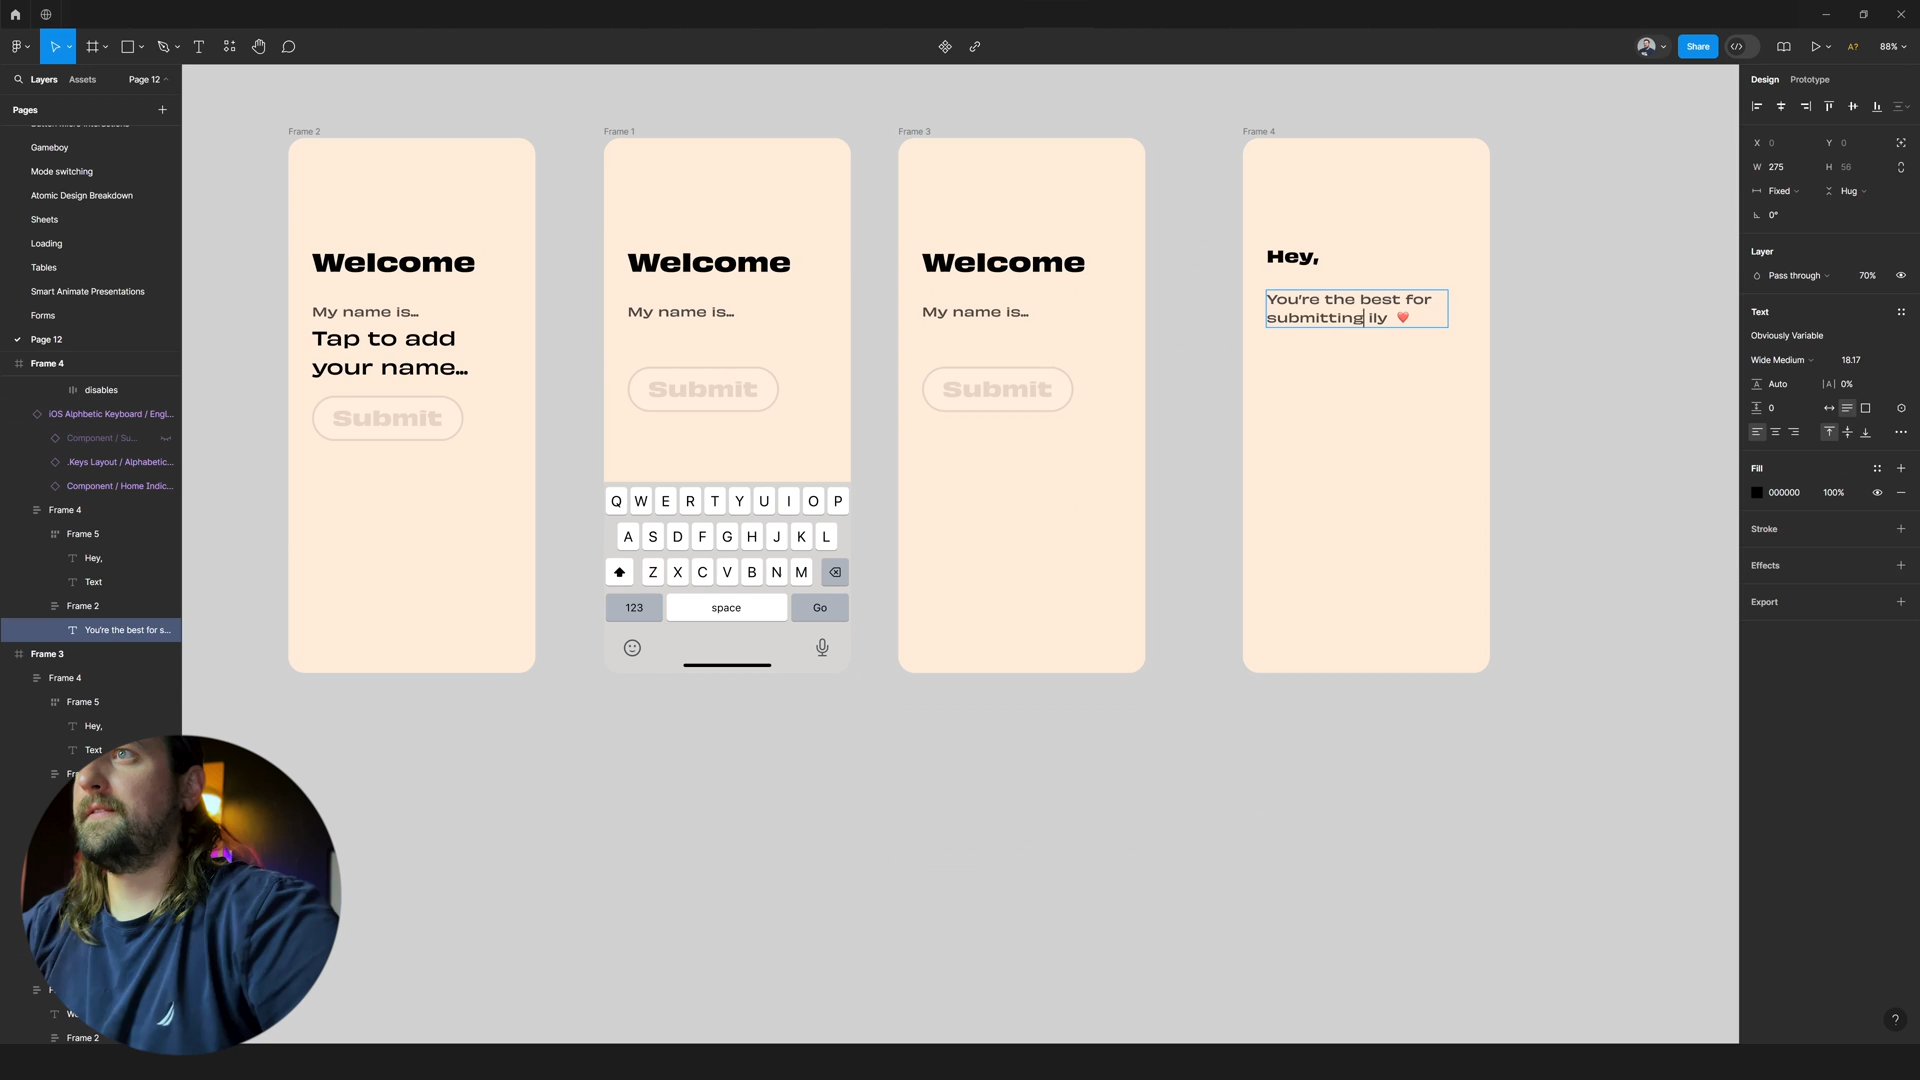 Share
A?
88%
Layers
Assets
Page 12
Pages
Gameboy
Mode switching
Atomic Design Breakdown
Sheets
Loading
Tables
Smart Animate Presentations
Forms
Page 12
Frame 4
disables
iOS Alphbetic Keyboard / Engl...
Component / Su...
.Keys Layout / Alphabetic...
Component / Home Indic...
Frame 4
Frame 5
Hey,
Text
Frame 2
You're the best for s...
Frame 3
Frame 4
Frame 5
Hey,
Text
Frame 2
Frame 2
Welcome
My name is...
Tap to add
your name...
Submit
Frame 1
Welcome
My name is...
Submit
Q W E R T Y U I O P
A S D F G H J K L
Z X C V B N M
123 space Go
Frame 3
Welcome
My name is...
Submit
Frame 4
Hey,
You're the best for
submitting ily ❤️
Design
Prototype
X 0 Y 0
W 275 H 56
Fixed Hug
0°
Layer
Pass through 70%
Text
Obviously Variable
Wide Medium 18.17
Auto |A| 0%
0
Fill
000000 100%
Stroke
Effects
Export
?